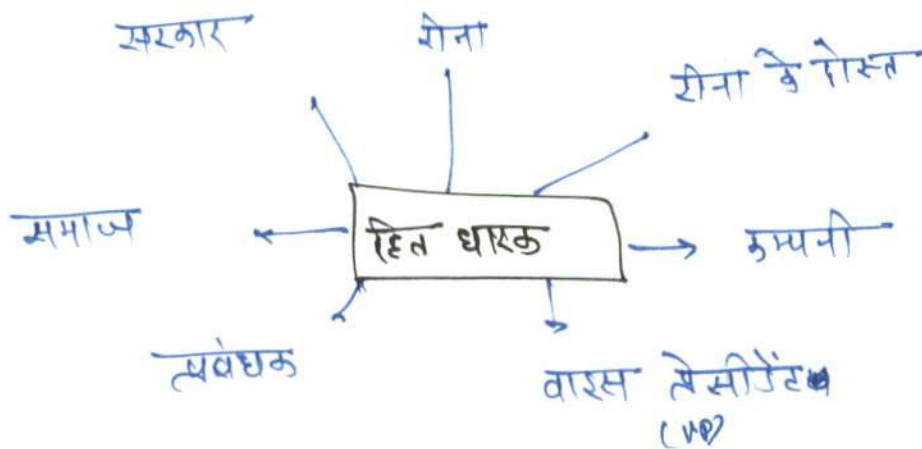 सरकार
रीना
रीना के दोस्त
समाज
हित धारक
कम्पनी
प्रबंधक
वाइस प्रेसीडेंट
(VP)